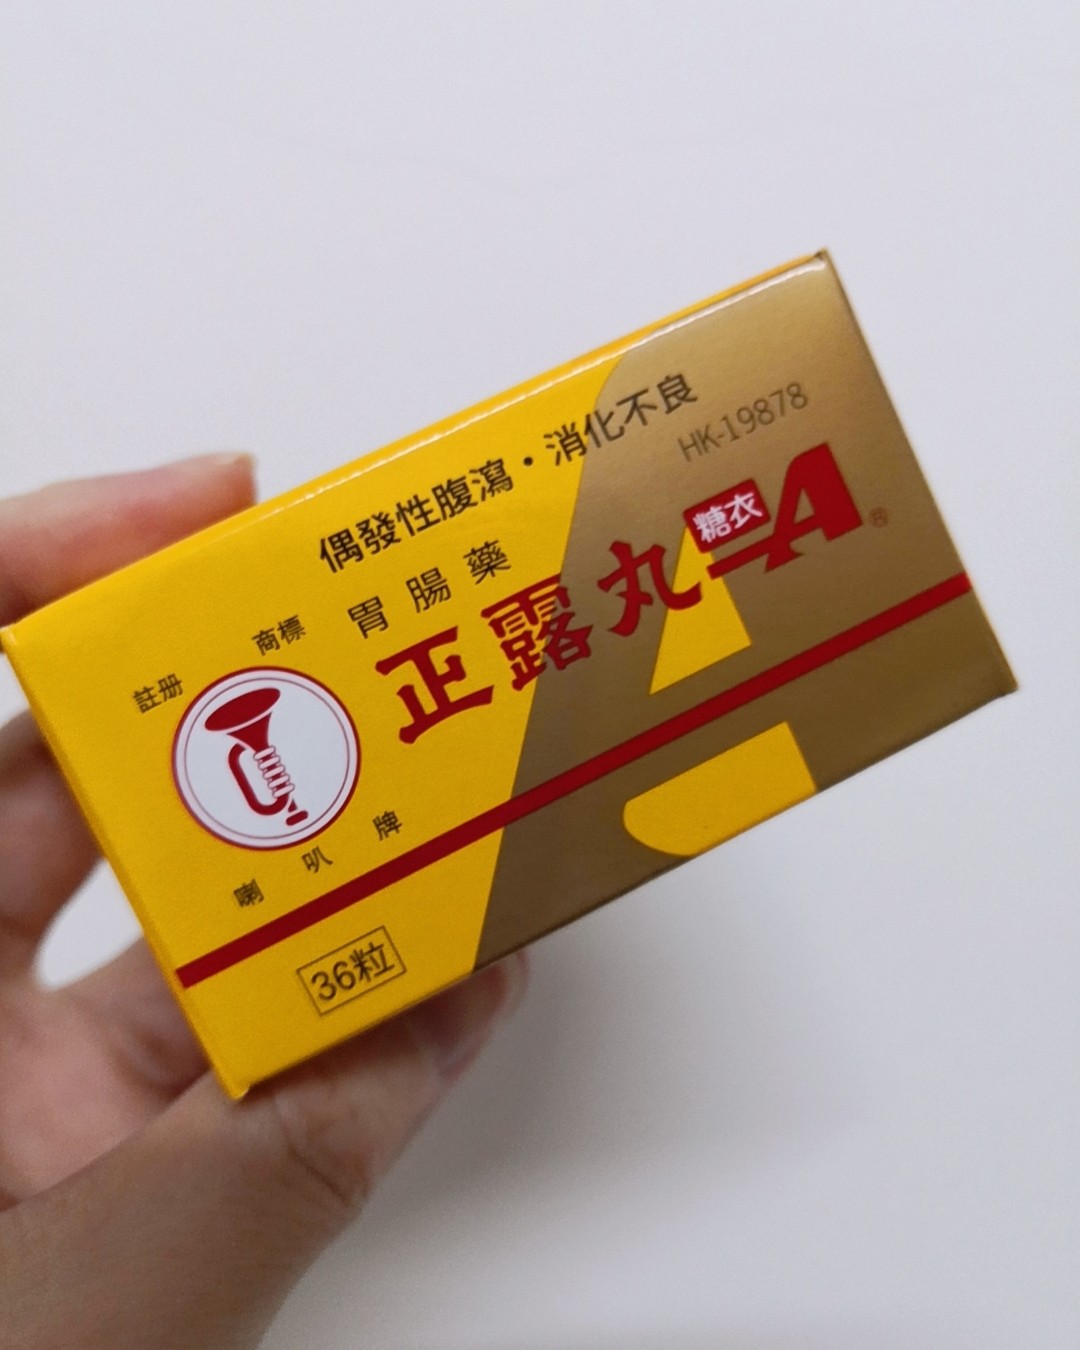 偶發性腹瀉・消化不良
HK-19878
胃腸藥
正露丸糖衣A®
註册商標
喇叭牌
36粒